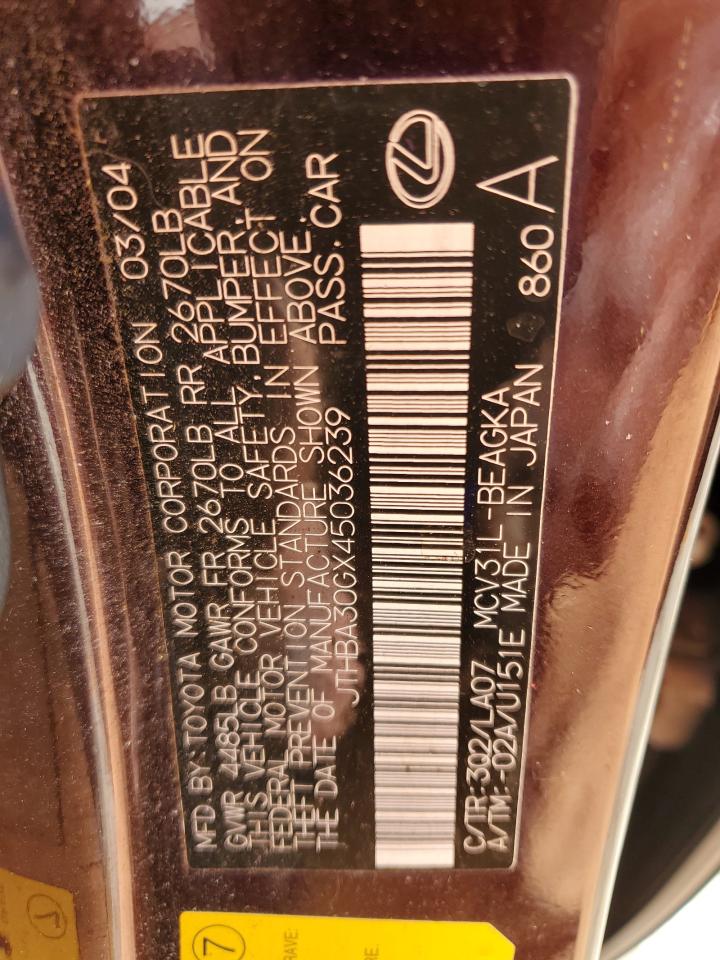 MFD.BY:TOYOTA MOTOR CORPORATION 03/04
GVWR 4485LB GAWR FR 2670LB RR 2670LB
THIS VEHICLE CONFORMS TO ALL APPLICABLE
FEDERAL MOTOR VEHICLE SAFETY,BUMPER,AND
THEFT PREVENTION STANDARDS IN EFFECT ON
THE DATE OF MANUFACTURE SHOWN ABOVE.
JTHBA30GX45036239 PASS.CAR
C/TR:3Q2/LA07 MCV31L-BEAGKA
A/TM:-02A/U151E MADE IN JAPAN 860 A
7